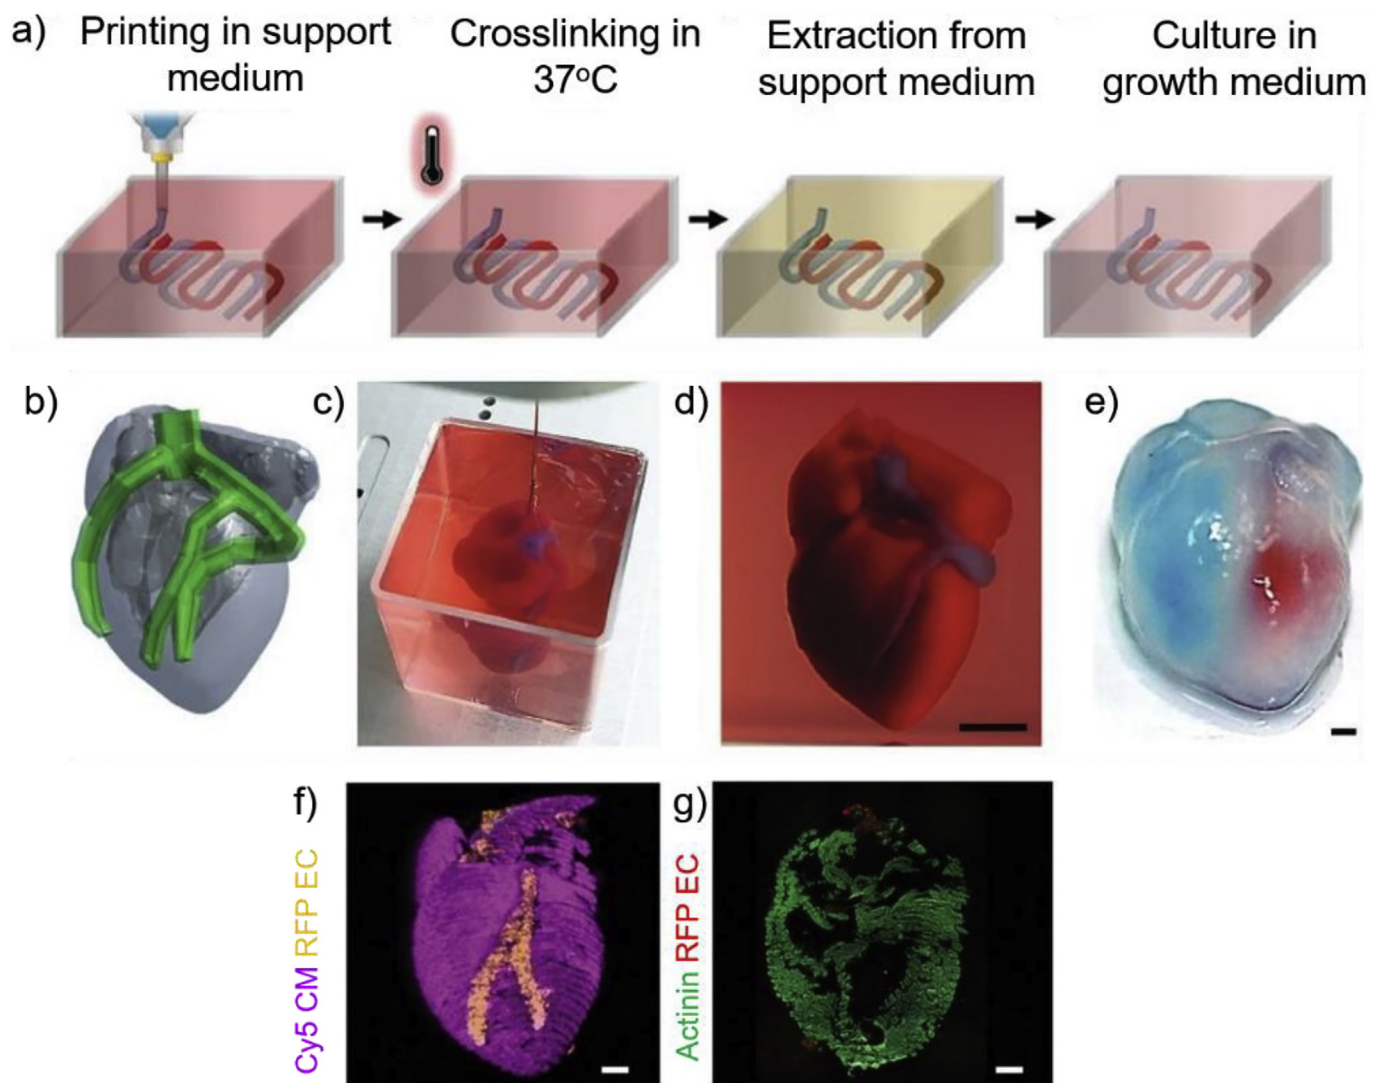 a)
Printing in support
medium
Crosslinking in
37°C
Extraction from
support medium
Culture in
growth medium
b)
c)
d)
e)
f)
Cy5 CM RFP EC
g)
Actinin RFP EC